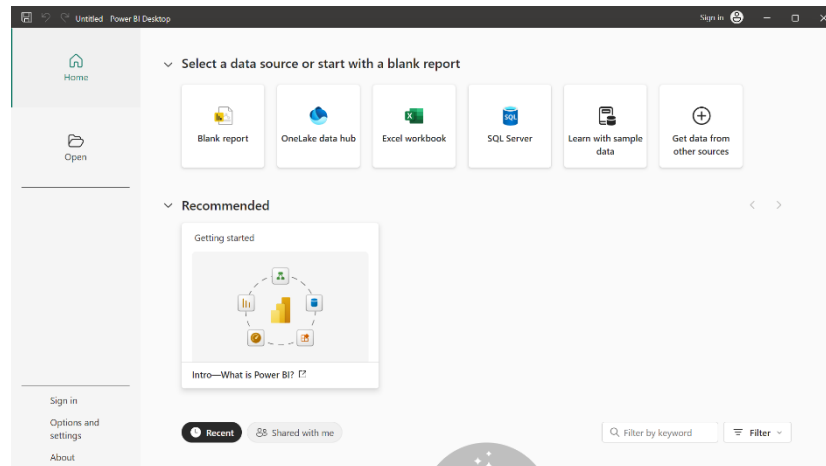 Untitled Power BI Desktop
Sign in
Home
Open
Select a data source or start with a blank report
Blank report
OneLake data hub
Excel workbook
SQL
SQL Server
Learn with sample
data
Get data from
other sources
Recommended
Getting started
Intro—What is Power BI?
Recent
Shared with me
Filter by keyword
Filter
Sign in
Options and
settings
About